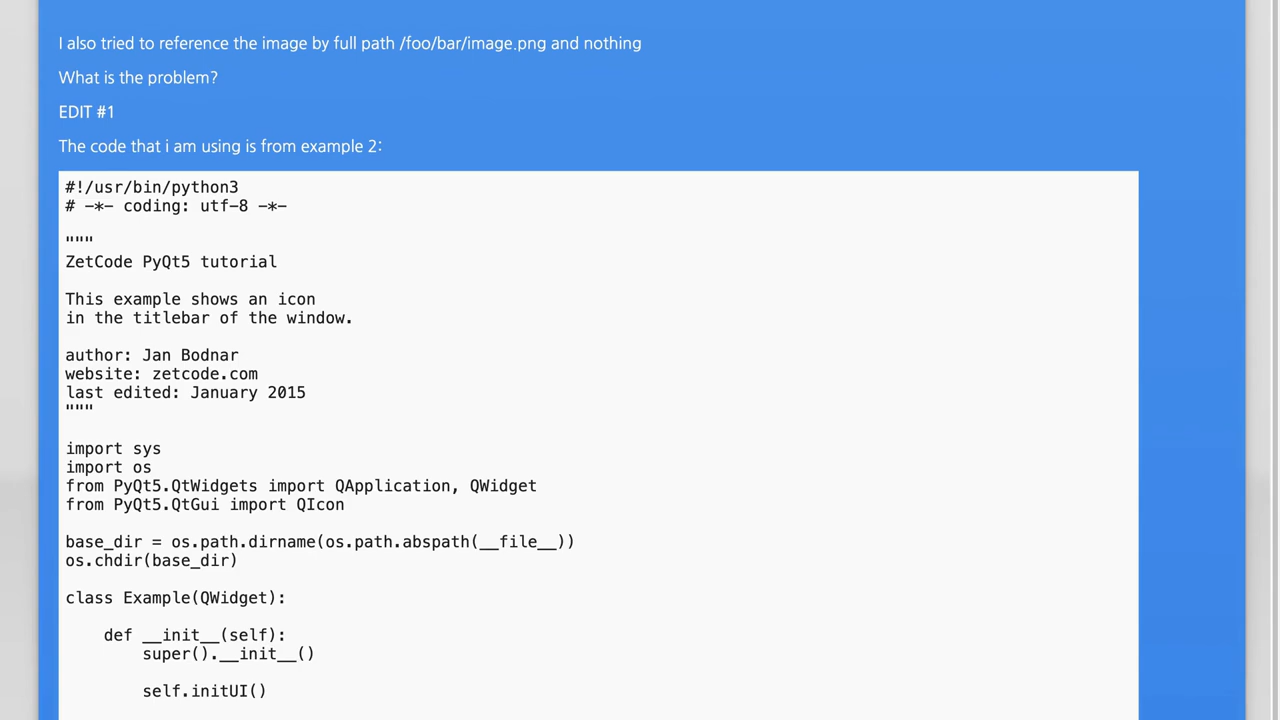 I also tried to reference the image by full path /foo/bar/image.png and nothing
What is the problem?
EDIT #1
The code that i am using is from example 2:
#!/usr/bin/python3
# -*- coding: utf-8 -*-
"""
ZetCode PyQt5 tutorial
This example shows an icon
in the titlebar of the window.
author: Jan Bodnar
website: zetcode.com
last edited: January 2015
"""
import sys
import os
from PyQt5.QtWidgets import QApplication, QWidget
from PyQt5.QtGui import QIcon
base_dir = os.path.dirname(os.path.abspath(__file__))
os.chdir(base_dir)
class Example(QWidget):
    def __init__(self):
        super().__init__()
        self.initUI()